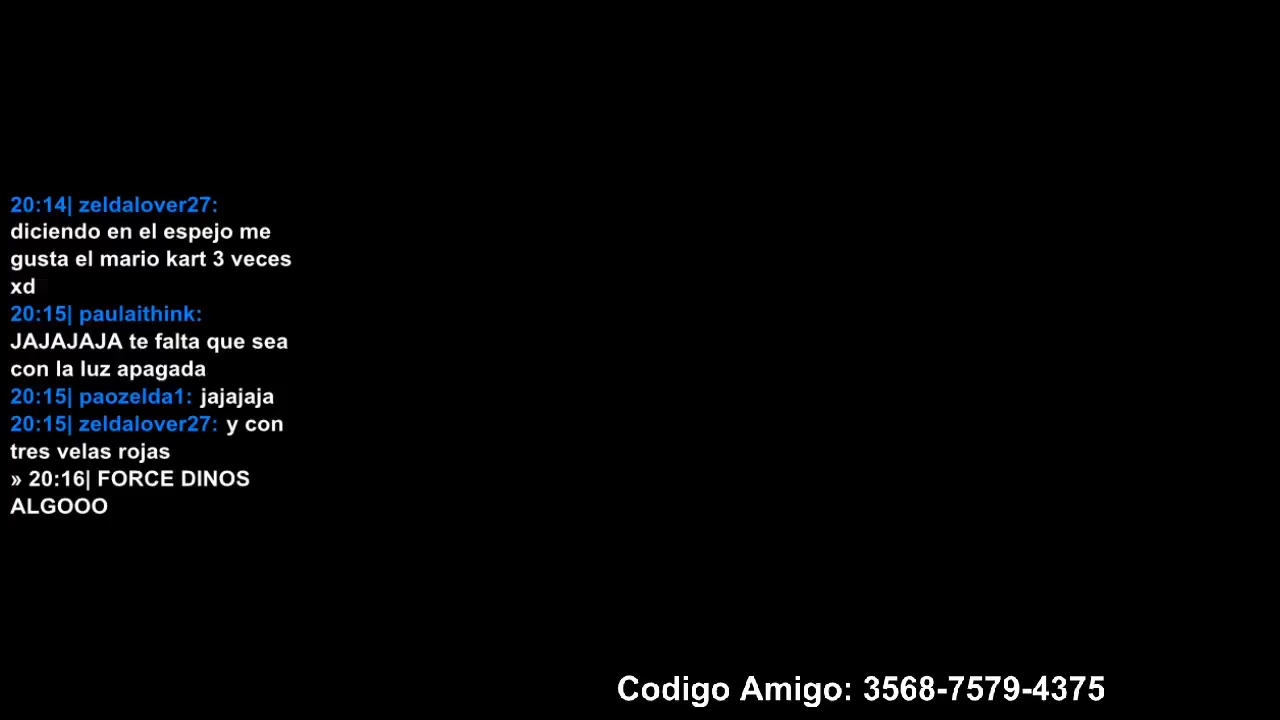 20:14| zeldalover27:
diciendo en el espejo me
gusta el mario kart 3 veces
xd
20:15| paulaithink:
JAJAJAJA te falta que sea
con la luz apagada
20:15| paozelda1: jajajaja
20:15| zeldalover27: y con
tres velas rojas
» 20:16| FORCE DINOS
ALGOOO
Codigo Amigo: 3568-7579-4375